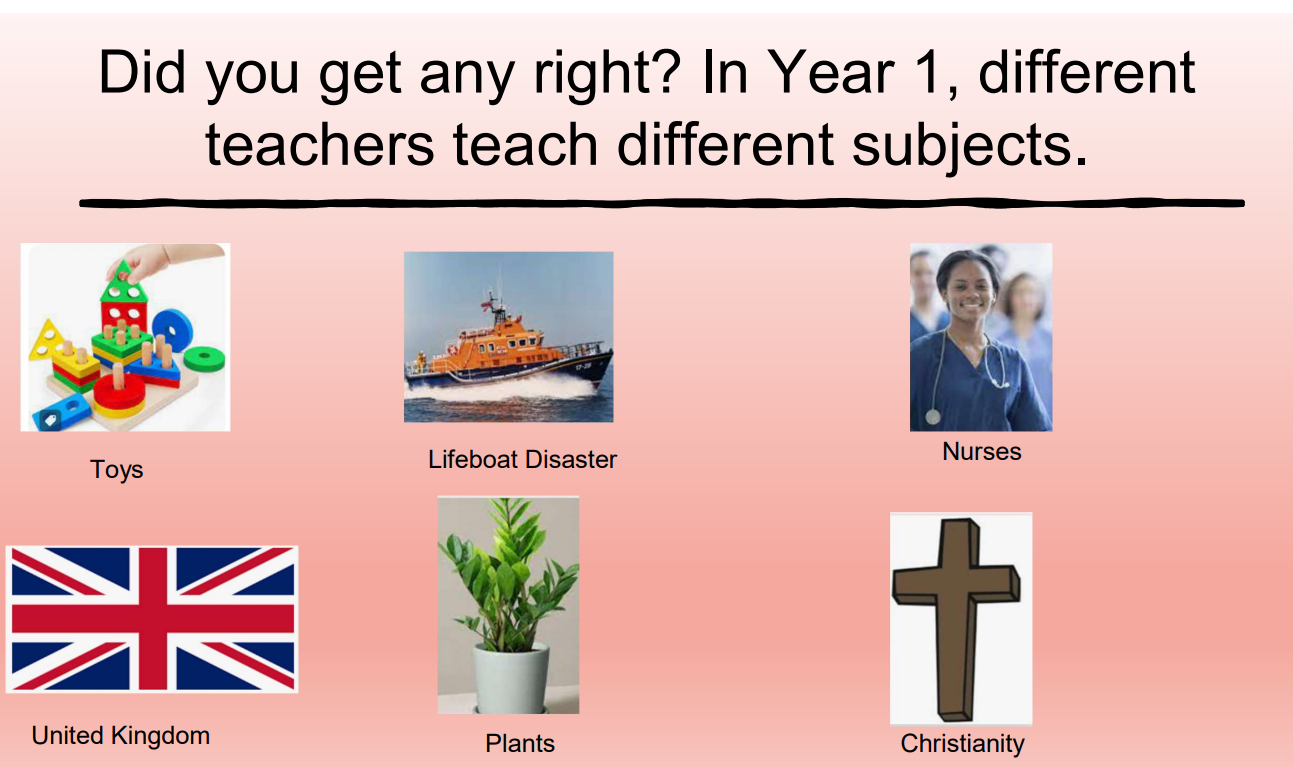 Did you get any right? In Year 1, different
teachers teach different subjects.
Toys
Lifeboat Disaster
Nurses
United Kingdom
Plants
Christianity